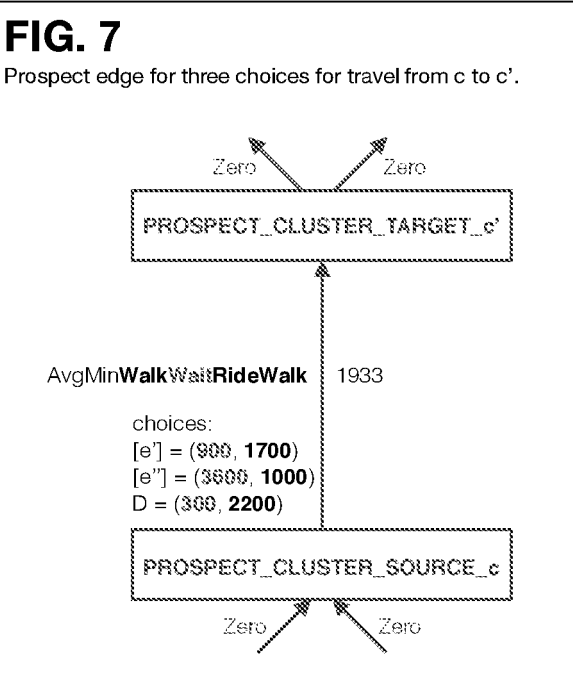 FIG. 7
Prospect edge for three choices for travel from c to c'.
Zero Zero
PROSPECT_CLUSTER_TARGET_c'
AvgMinWalkWaitRideWalk 1933
choices:
[e'] = (900, 1700)
[e''] = (3600, 1000)
D = (300, 2200)
PROSPECT_CLUSTER_SOURCE_c
Zero Zero